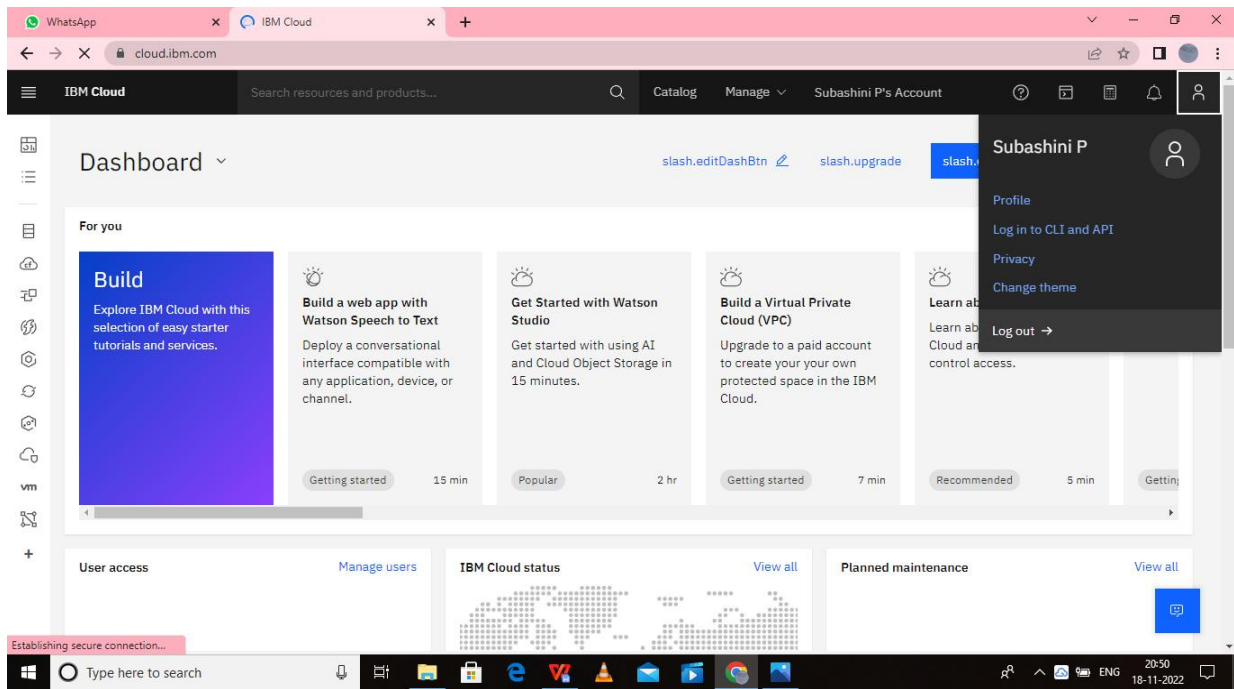 WhatsApp
IBM Cloud
cloud.ibm.com
IBM Cloud
Search resources and products...
Catalog
Manage
Subashini P's Account
Subashini P
Profile
Log in to CLI and API
Privacy
Change theme
Log out →
Dashboard
slash.editDashBtn
slash.upgrade
For you
Build
Explore IBM Cloud with this
selection of easy starter
tutorials and services.
Build a web app with
Watson Speech to Text
Deploy a conversational
interface compatible with
any application, device, or
channel.
Getting started
15 min
Get Started with Watson
Studio
Get started with using AI
and Cloud Object Storage in
15 minutes.
Popular
2 hr
Build a Virtual Private
Cloud (VPC)
Upgrade to a paid account
to create your your own
protected space in the IBM
Cloud.
Getting started
7 min
Learn ab
Learn ab
Cloud an
control access.
Recommended
5 min
Getting
vm
User access
Manage users
IBM Cloud status
View all
Planned maintenance
View all
Establishing secure connection...
Type here to search
ENG
20:50
18-11-2022